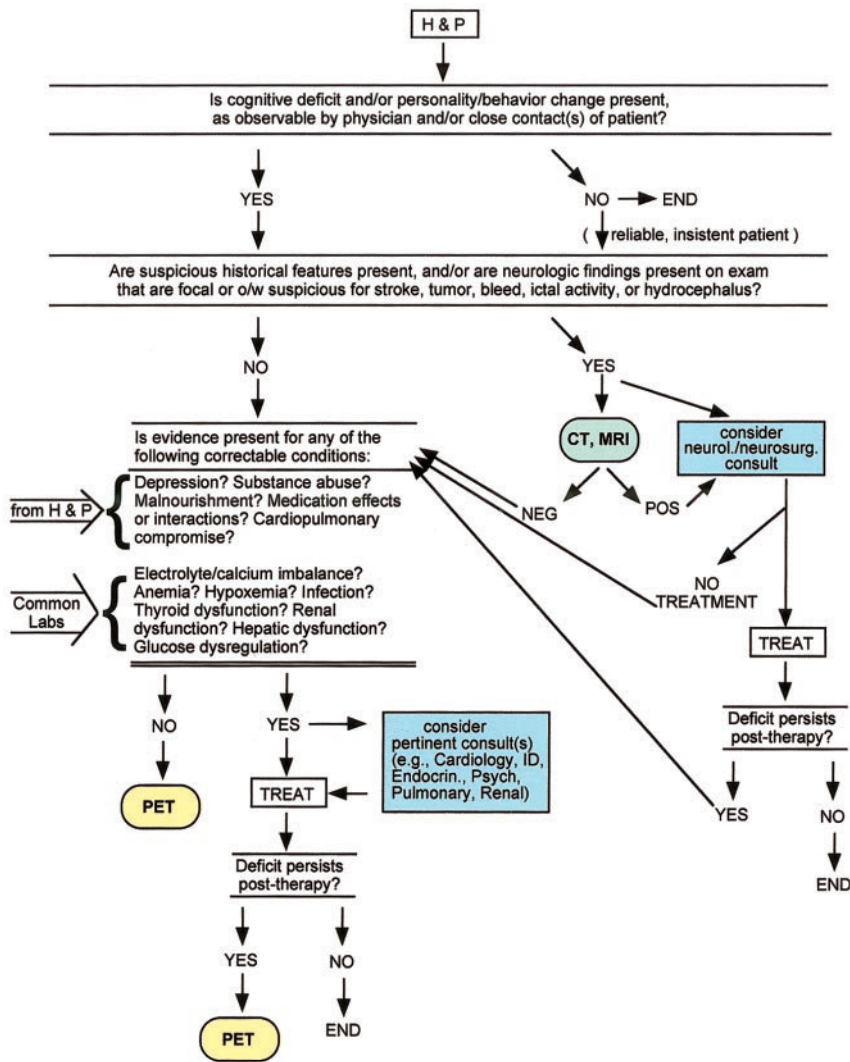 H & P
Is cognitive deficit and/or personality/behavior change present,
as observable by physician and/or close contact(s) of patient?
YES
NO
END
( reliable, insistent patient )
Are suspicious historical features present, and/or are neurologic findings present on exam
that are focal or o/w suspicious for stroke, tumor, bleed, ictal activity, or hydrocephalus?
NO
YES
Is evidence present for any of the
following correctable conditions:
CT, MRI
consider
neurol./neurosurg.
consult
from H & P
Depression? Substance abuse?
Malnourishment? Medication effects
or interactions? Cardiopulmonary
compromise?
NEG
POS
Common
Labs
Electrolyte/calcium imbalance?
Anemia? Hypoxemia? Infection?
Thyroid dysfunction? Renal
dysfunction? Hepatic dysfunction?
Glucose dysregulation?
NO
TREATMENT
TREAT
NO
YES
consider
pertinent consult(s)
(e.g., Cardiology, ID,
Endocrin., Psych,
Pulmonary, Renal)
Deficit persists
post-therapy?
PET
TREAT
YES
NO
Deficit persists
post-therapy?
END
YES
NO
PET
END